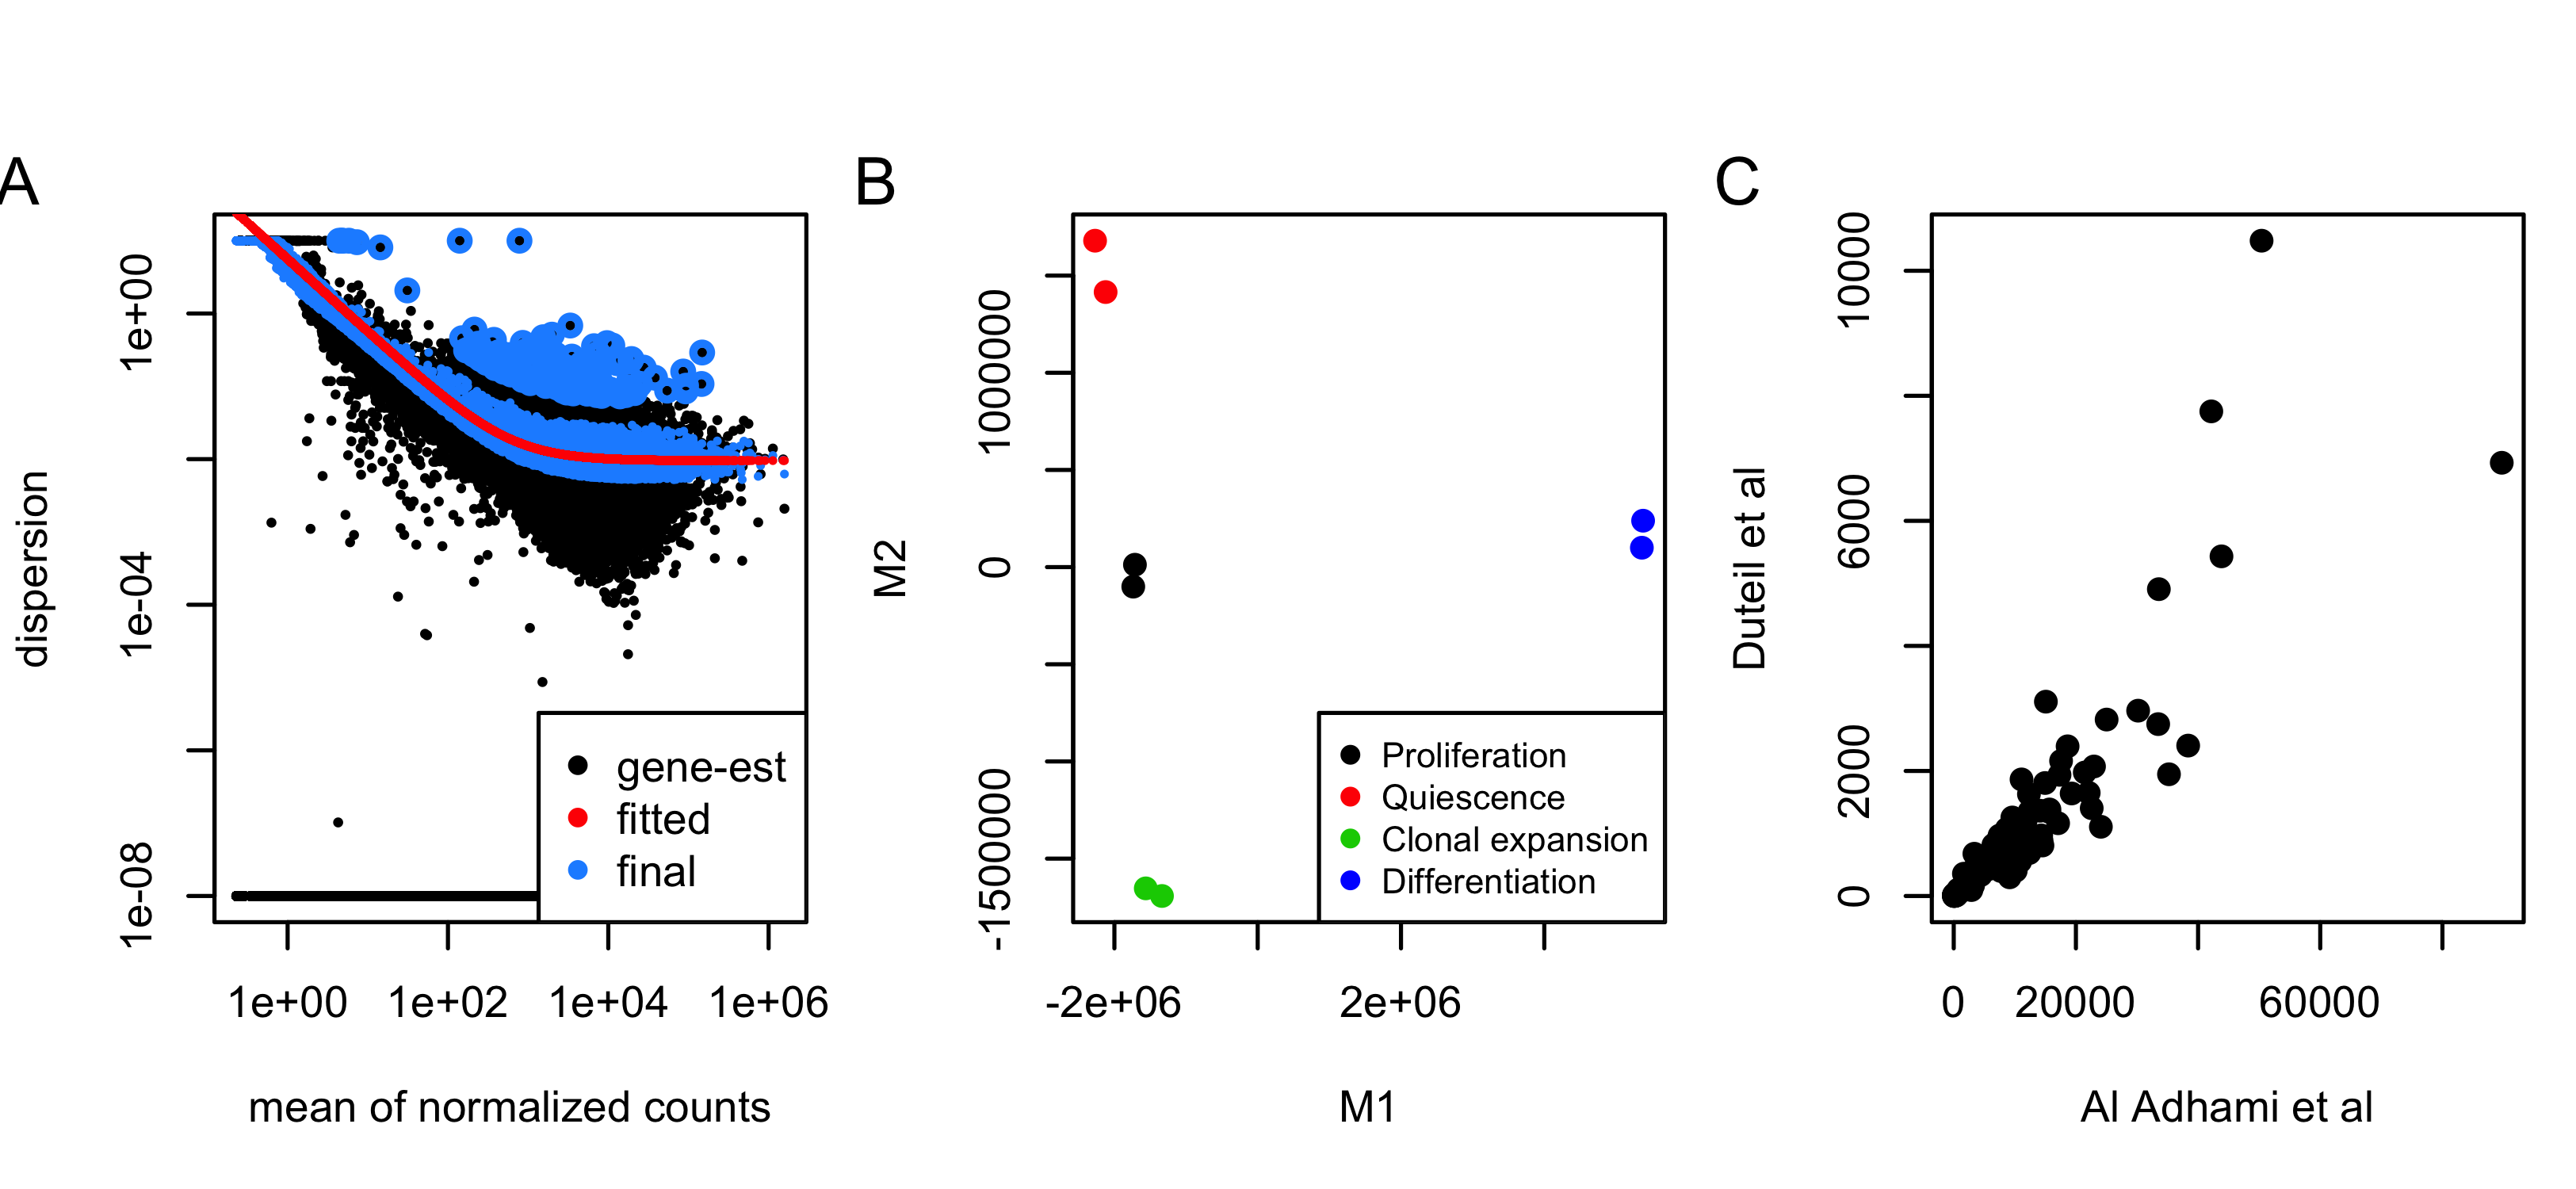 A
dispersion
1e+00
1e-04
1e-08
gene-est
fitted
final
1e+00 1e+02 1e+04 1e+06
mean of normalized counts
B
M2
1000000
0
-1500000
Proliferation
Quiescence
Clonal expansion
Differentiation
-2e+06 2e+06
M1
C
Duteil et al
10000
6000
2000
0
0 20000 60000
Al Adhami et al